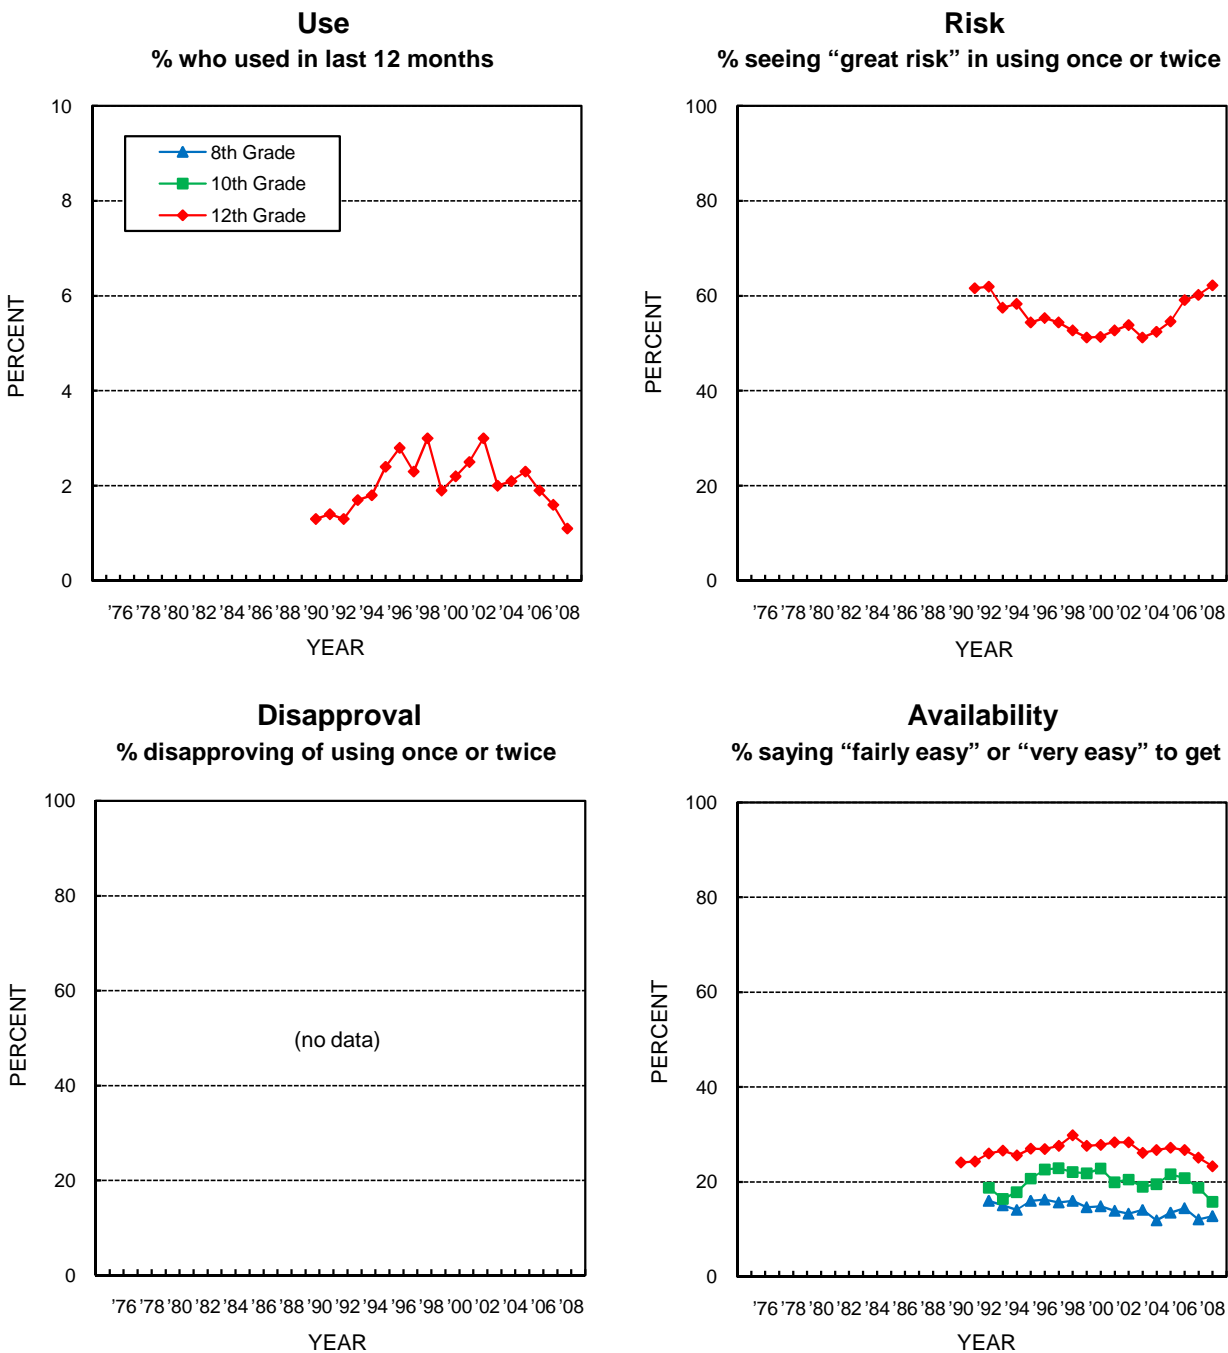 Use
% who used in last 12 months
10
8
6
4
2
0
PERCENT
8th Grade
10th Grade
12th Grade
’76 ’78 ’80 ’82 ’84 ’86 ’88 ’90 ’92 ’94 ’96 ’98 ’00 ’02 ’04 ’06 ’08
YEAR
Risk
% seeing “great risk” in using once or twice
100
80
60
40
20
0
PERCENT
’76 ’78 ’80 ’82 ’84 ’86 ’88 ’90 ’92 ’94 ’96 ’98 ’00 ’02 ’04 ’06 ’08
YEAR
Disapproval
% disapproving of using once or twice
100
80
60
40
20
0
PERCENT
(no data)
’76 ’78 ’80 ’82 ’84 ’86 ’88 ’90 ’92 ’94 ’96 ’98 ’00 ’02 ’04 ’06 ’08
YEAR
Availability
% saying “fairly easy” or “very easy” to get
100
80
60
40
20
0
PERCENT
’76 ’78 ’80 ’82 ’84 ’86 ’88 ’90 ’92 ’94 ’96 ’98 ’00 ’02 ’04 ’06 ’08
YEAR